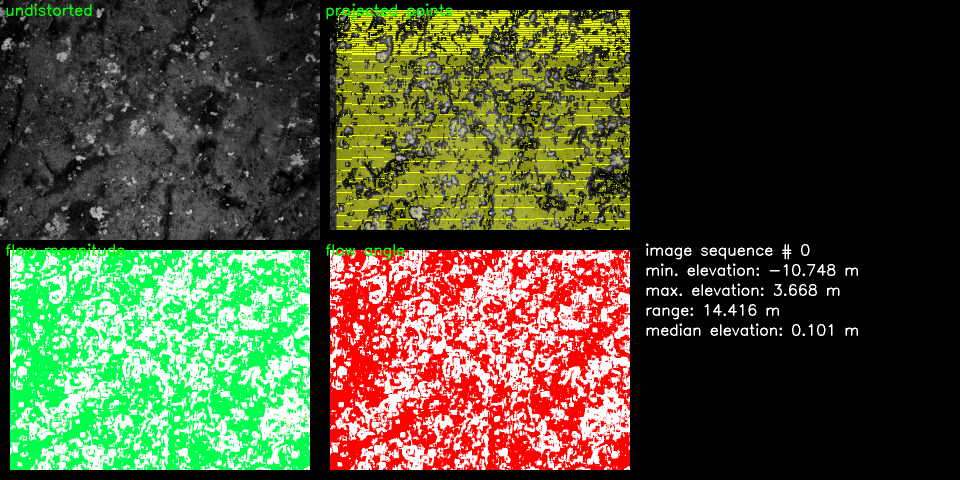 undistorted
projected points
flow magnitude
flow angle
image sequence # 0
min. elevation: −10.748 m
max. elevation: 3.668 m
range: 14.416 m
median elevation: 0.101 m